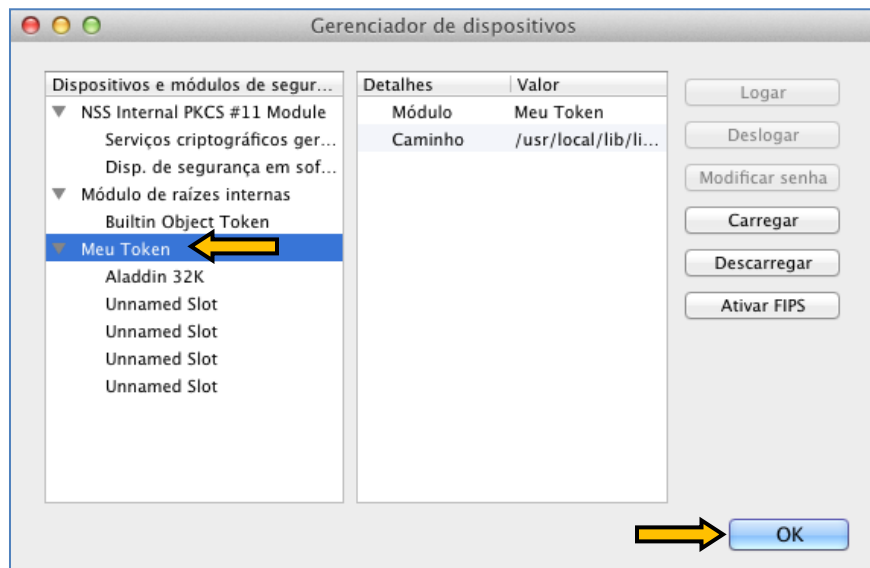 Gerenciador de dispositivos
Dispositivos e módulos de segur...
NSS Internal PKCS #11 Module
Serviços criptográficos ger...
Disp. de segurança em sof...
Módulo de raízes internas
Builtin Object Token
Meu Token
Aladdin 32K
Unnamed Slot
Unnamed Slot
Unnamed Slot
Unnamed Slot
Detalhes Valor
Módulo Meu Token
Caminho /usr/local/lib/li...
Logar
Deslogar
Modificar senha
Carregar
Descarregar
Ativar FIPS
OK